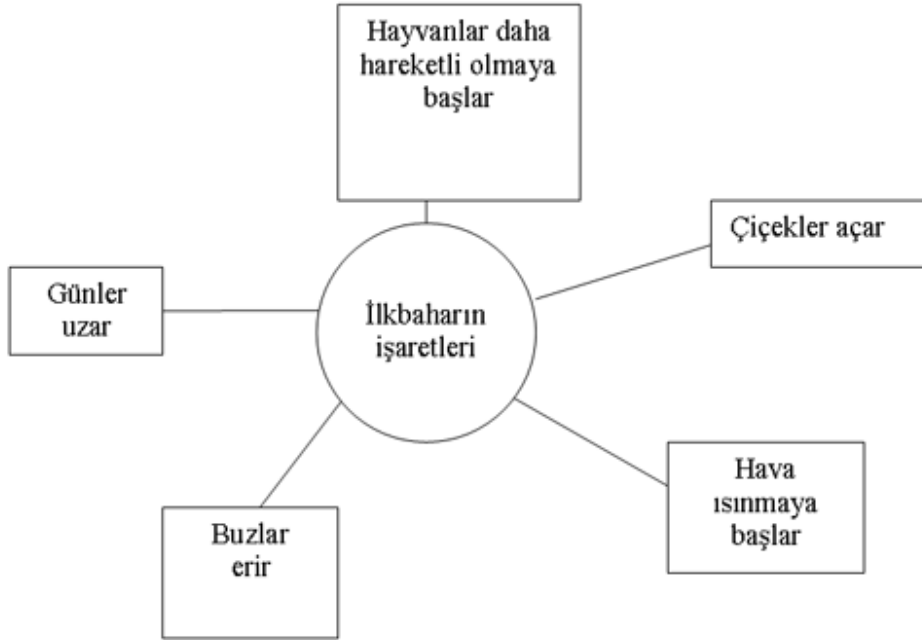 Hayvanlar daha
hareketli olmaya
başlar
Çiçekler açar
Günler
uzar
İlkbaharın
işaretleri
Hava
ısınmaya
başlar
Buzlar
erir